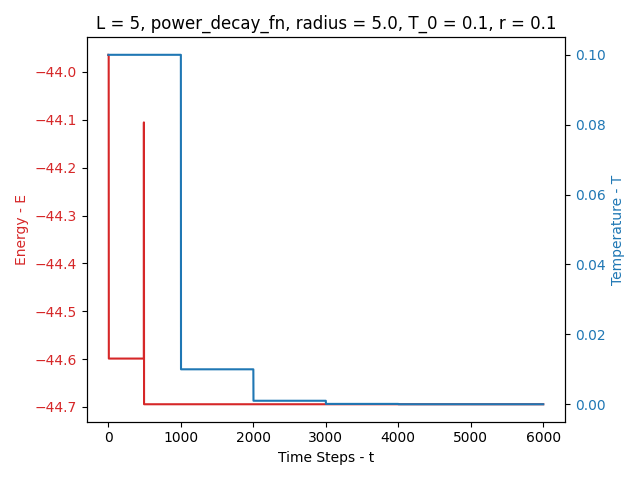 L = 5, power_decay_fn, radius = 5.0, T_0 = 0.1, r = 0.1
−44.0
−44.1
−44.2
−44.3
−44.4
−44.5
−44.6
−44.7
Energy - E
0.10
0.08
0.06
0.04
0.02
0.00
Temperature - T
0 1000 2000 3000 4000 5000 6000
Time Steps - t